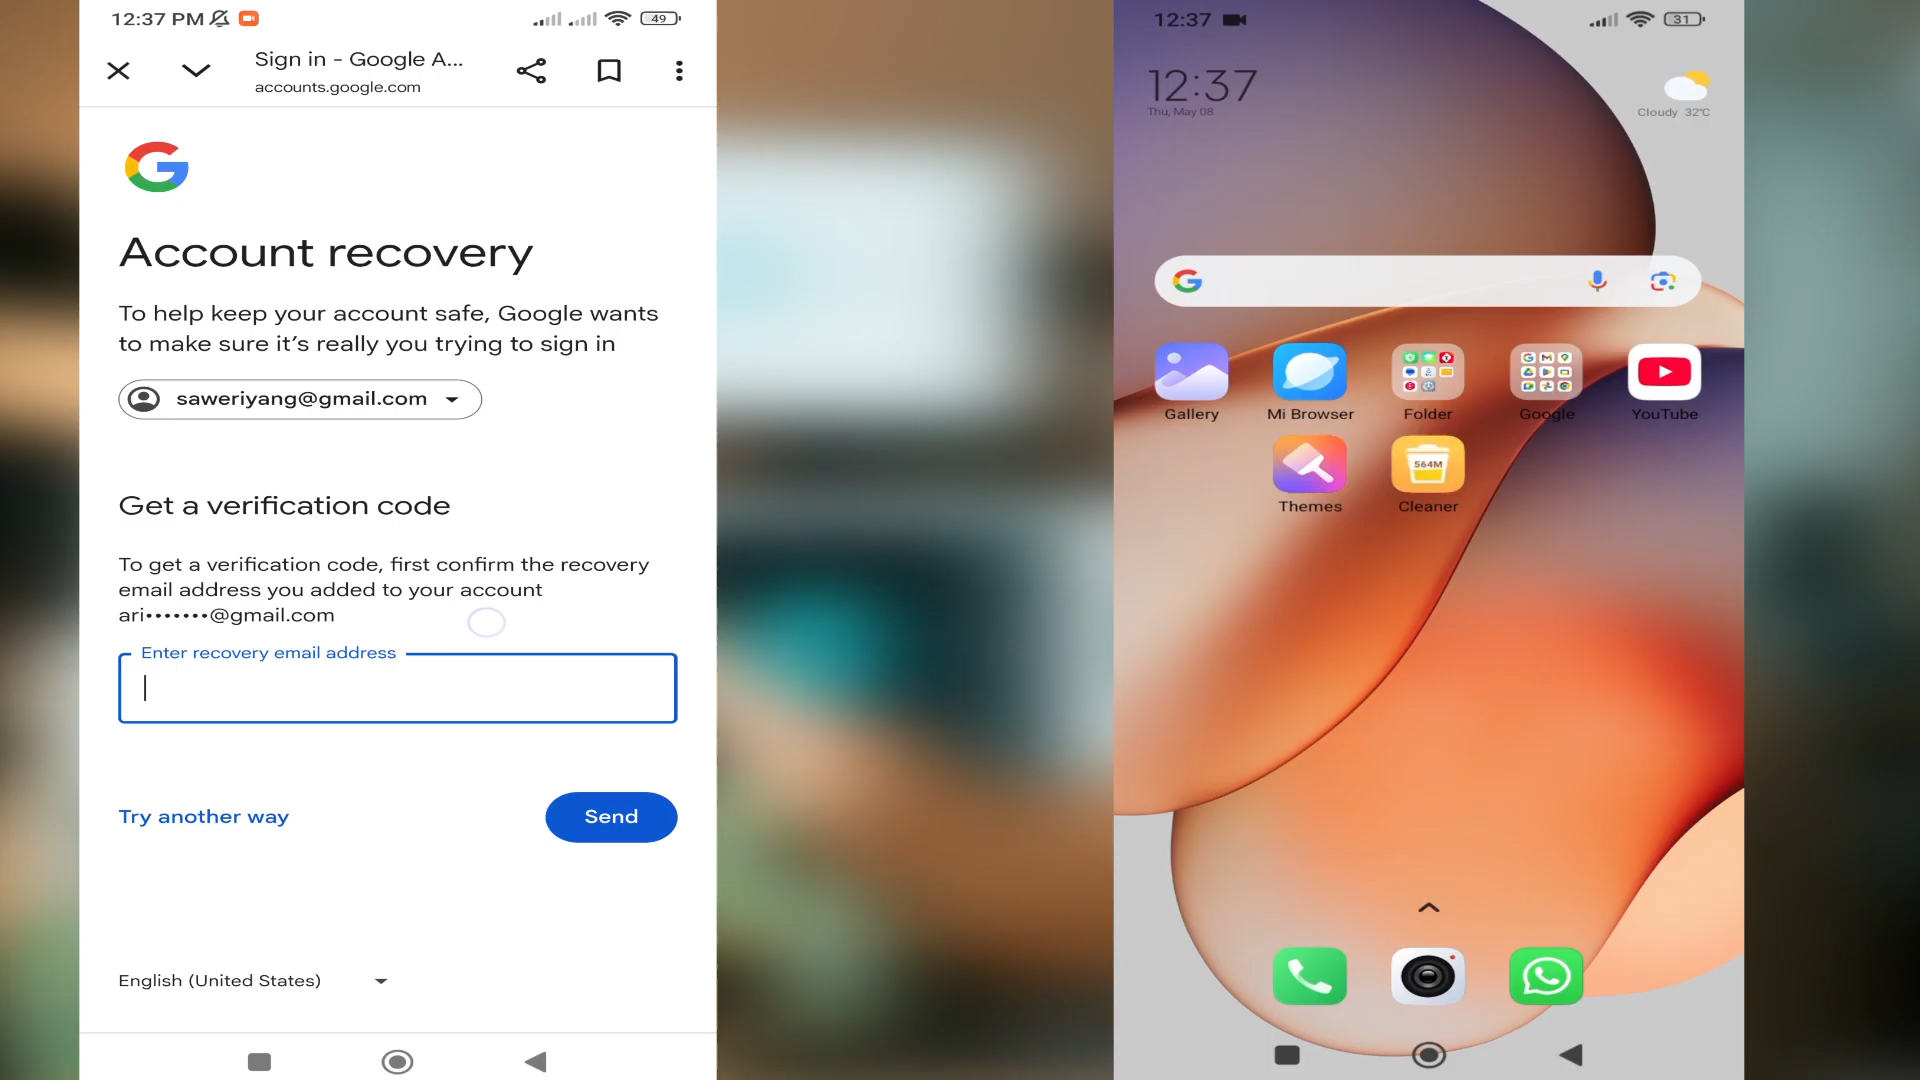 12:37 PM
49
Sign in - Google A...
accounts.google.com
Account recovery
To help keep your account safe, Google wants
to make sure it's really you trying to sign in
saweriyang@gmail.com
Get a verification code
To get a verification code, first confirm the recovery
email address you added to your account
ari•••••••@gmail.com
Enter recovery email address
Try another way
Send
English (United States)
12:37
31
12:37
Thu, May 08
Cloudy 32°C
Gallery
Mi Browser
Folder
Google
YouTube
564M
Themes
Cleaner